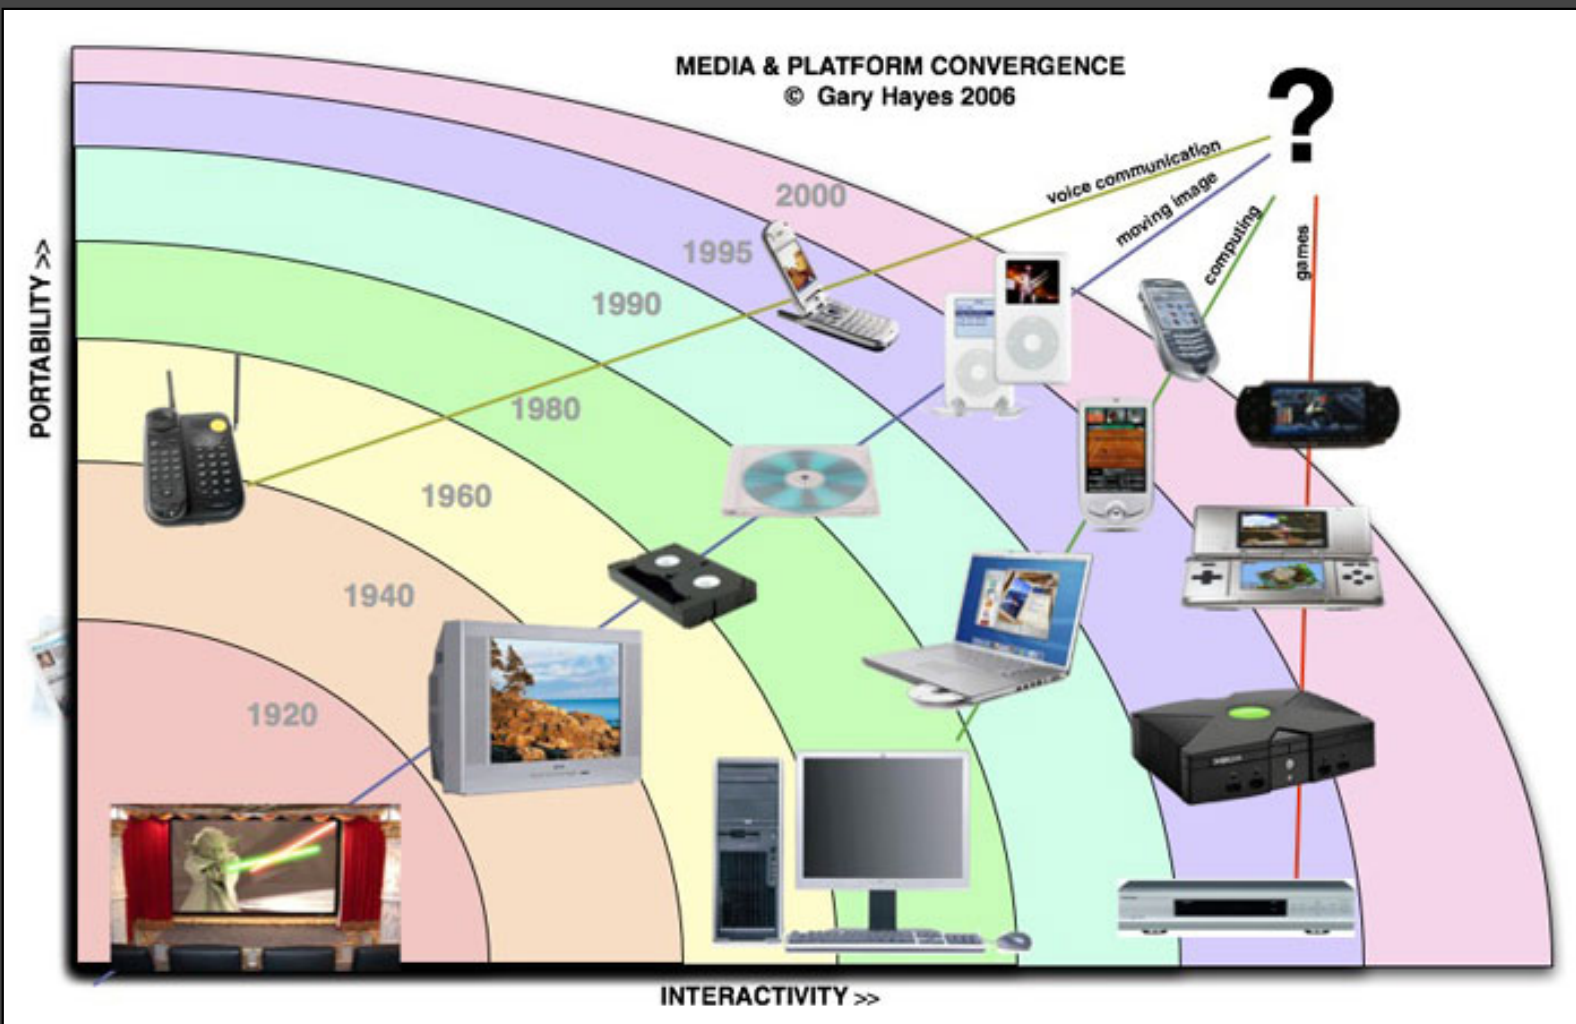 MEDIA & PLATFORM CONVERGENCE
© Gary Hayes 2006
?
voice communication
moving image
computing
games
2000
1995
1990
1980
1960
1940
1920
PORTABILITY >>
INTERACTIVITY >>